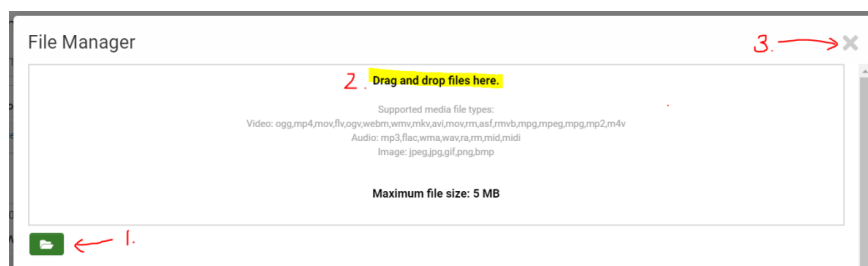 File Manager
3.
2. Drag and drop files here.
Supported media file types:
Video: ogg,mp4,mov,flv,ogv,webm,wmv,mkv,avi,mov,rm,asf,rmvb,mpg,mpeg,mpg,mp2,m4v
Audio: mp3,flac,wma,wav,ra,rm,mid,midi
Image: jpeg,jpg,gif,png,bmp
Maximum file size: 5 MB
1.